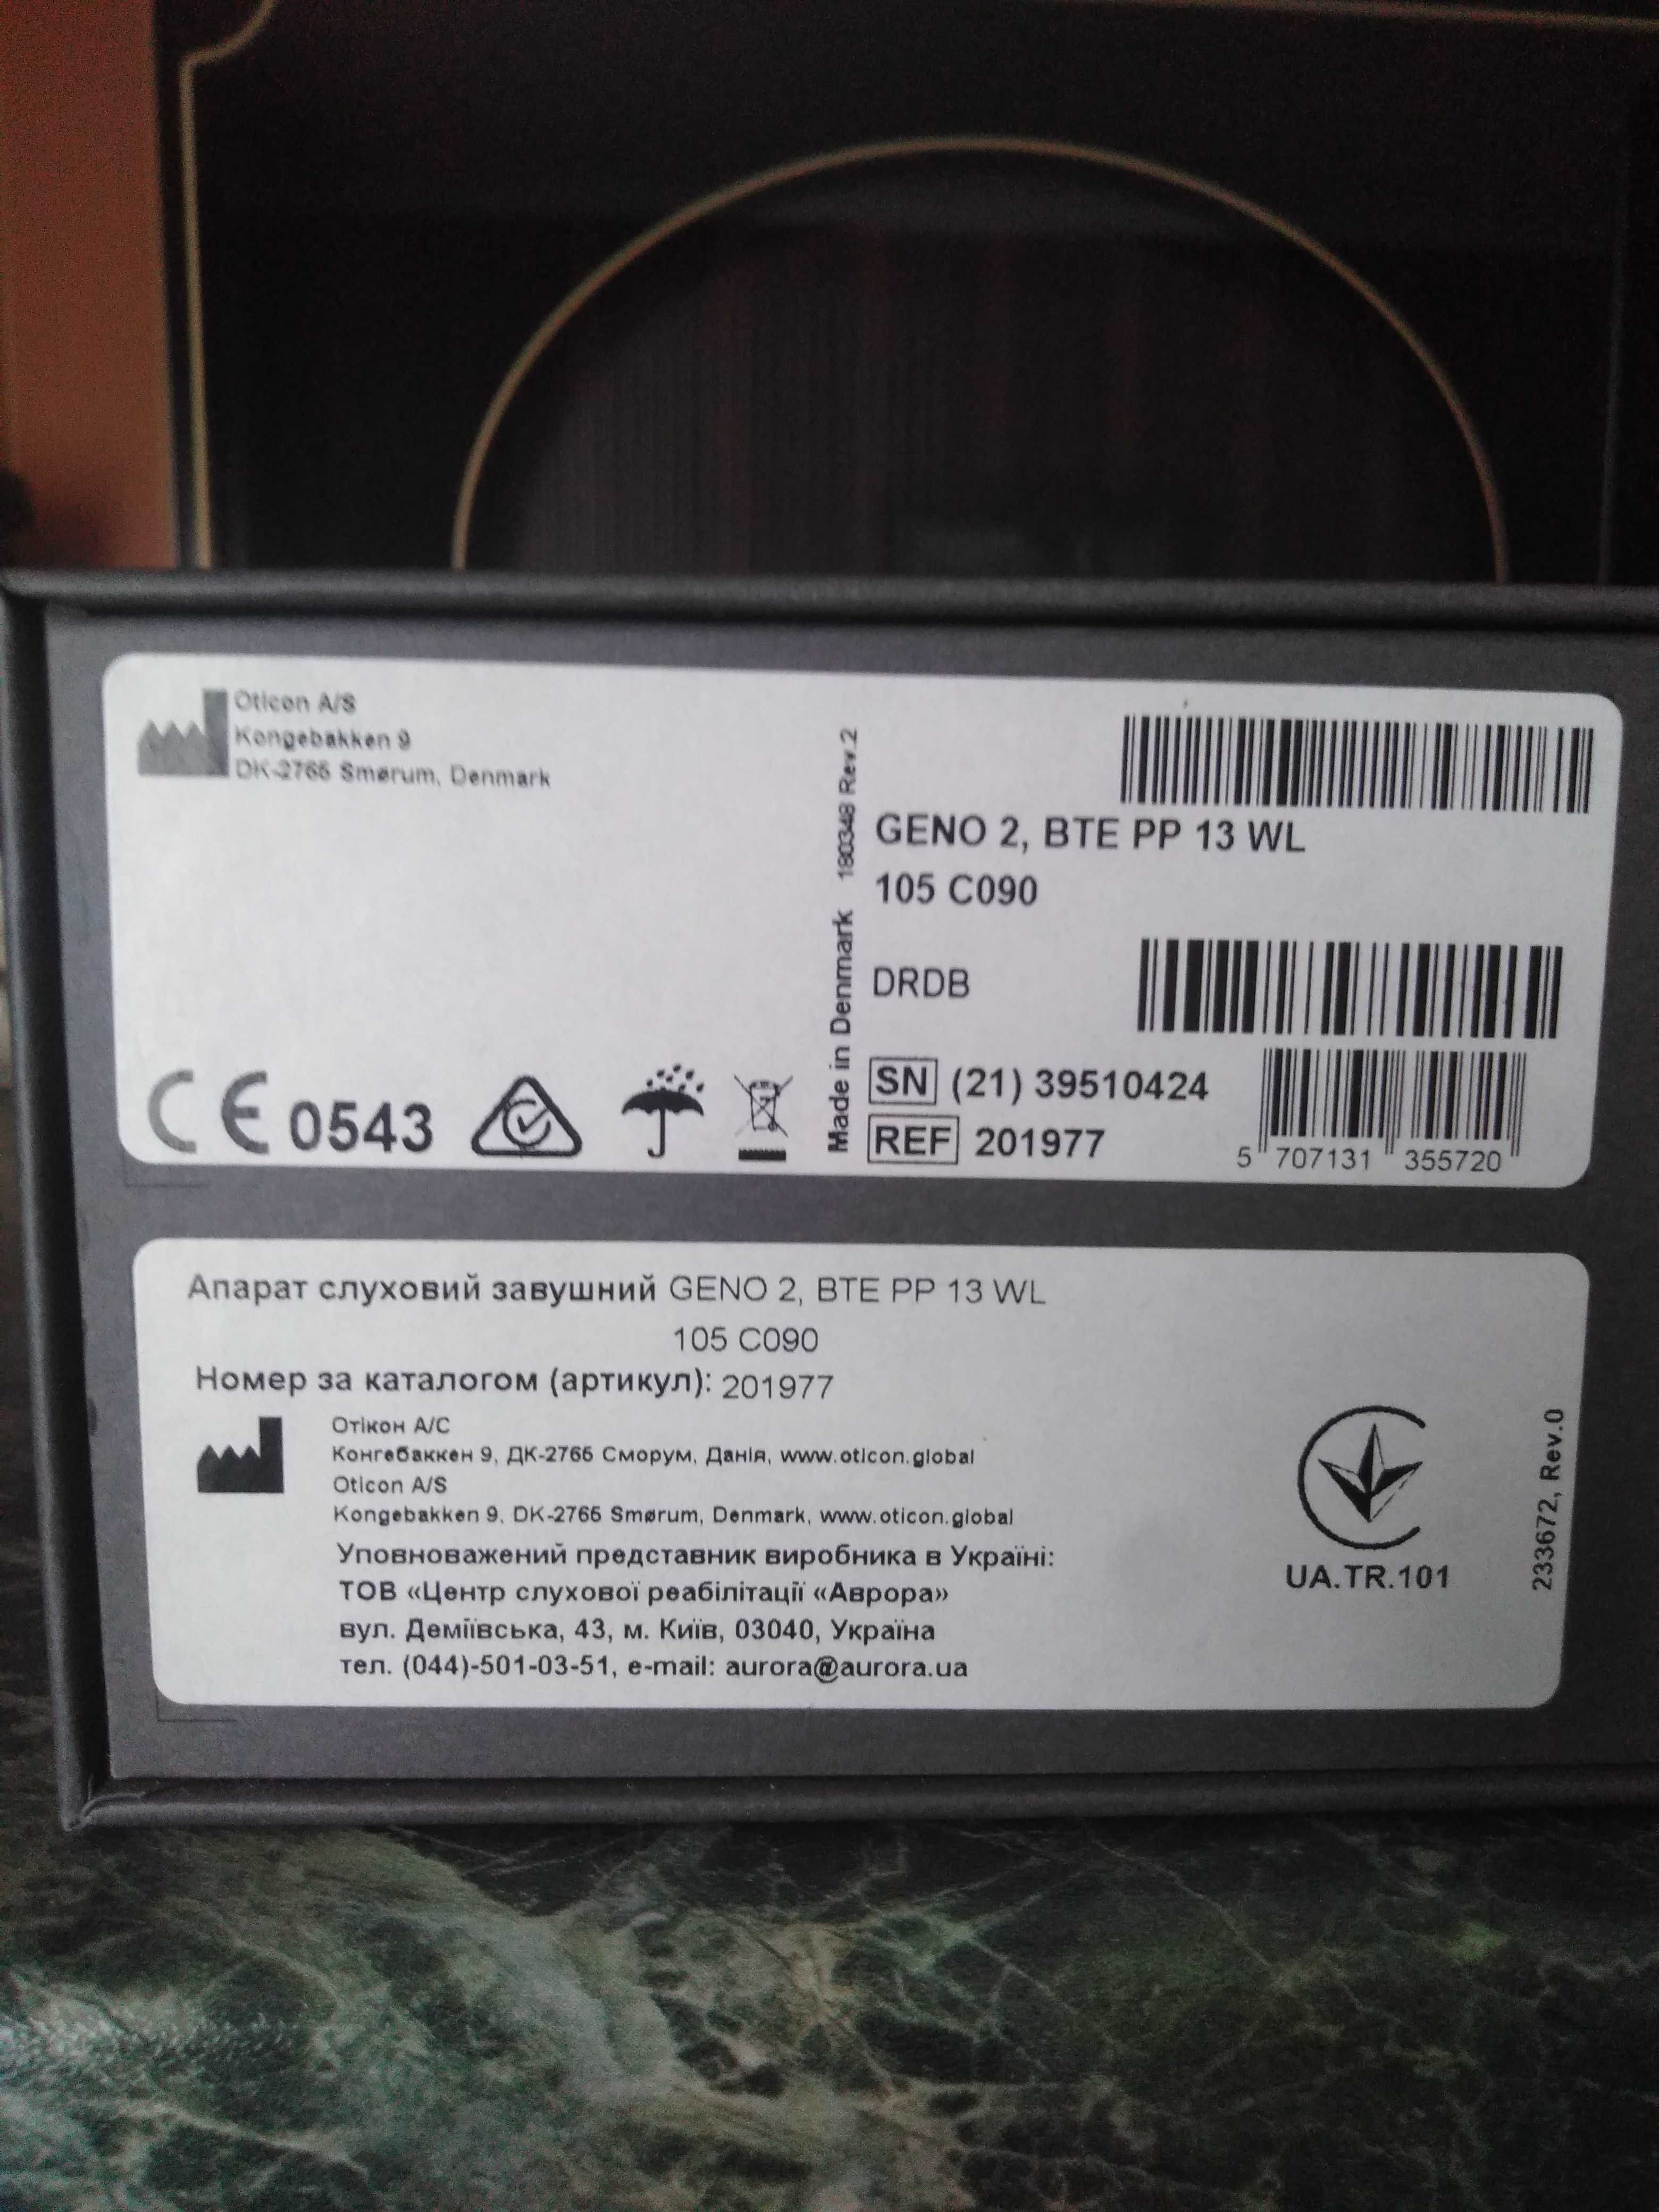 Oticon A/S
Kongebakken 9
DK-2765 Smørum, Denmark
CE 0543
Made in Denmark 180348 Rev.2
GENO 2, BTE PP 13 WL
105 C090
DRDB
SN (21) 39510424
REF 201977
5 707131 355720
Апарат слуховий завушний GENO 2, BTE PP 13 WL
105 C090
Номер за каталогом (артикул): 201977
Отікон А/С
Конгебаккен 9, ДК-2765 Сморум, Данія, www.oticon.global
Oticon A/S
Kongebakken 9, DK-2765 Smørum, Denmark, www.oticon.global
Уповноважений представник виробника в Україні:
ТОВ «Центр слухової реабілітації «Аврора»
вул. Деміївська, 43, м. Київ, 03040, Україна
тел. (044)-501-03-51, e-mail: aurora@aurora.ua
UA.TR.101
233672, Rev.0